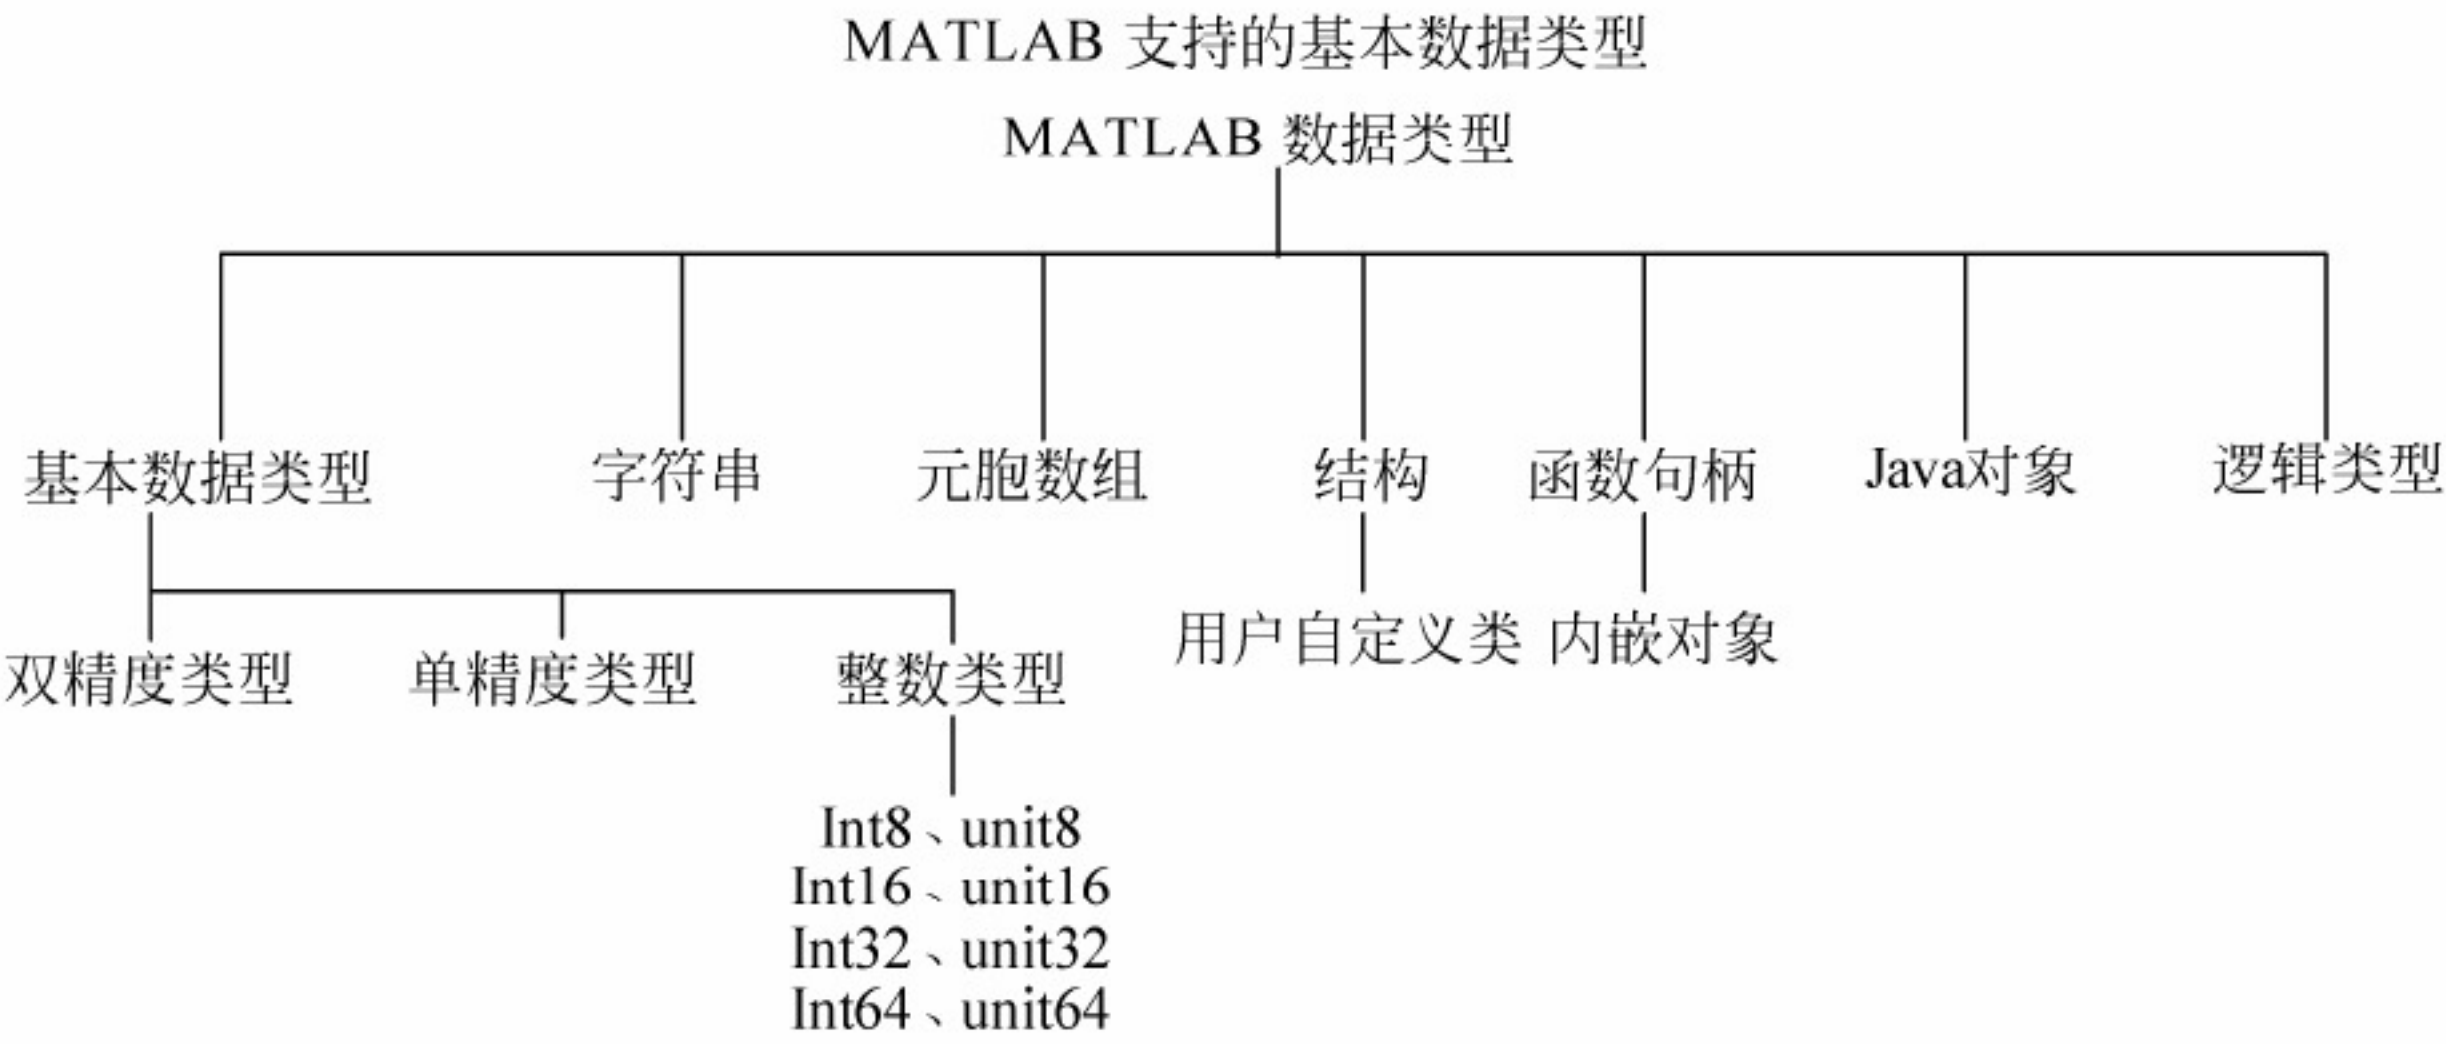 MATLAB 支持的基本数据类型
MATLAB 数据类型
基本数据类型 字符串 元胞数组 结构 函数句柄 Java对象 逻辑类型
用户自定义类 内嵌对象
双精度类型 单精度类型 整数类型
Int8、unit8
Int16、unit16
Int32、unit32
Int64、unit64